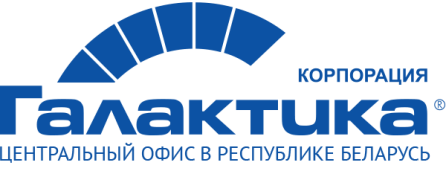 КОРПОРАЦИЯ
Галактика®
ЦЕНТРАЛЬНЫЙ ОФИС В РЕСПУБЛИКЕ БЕЛАРУСЬ